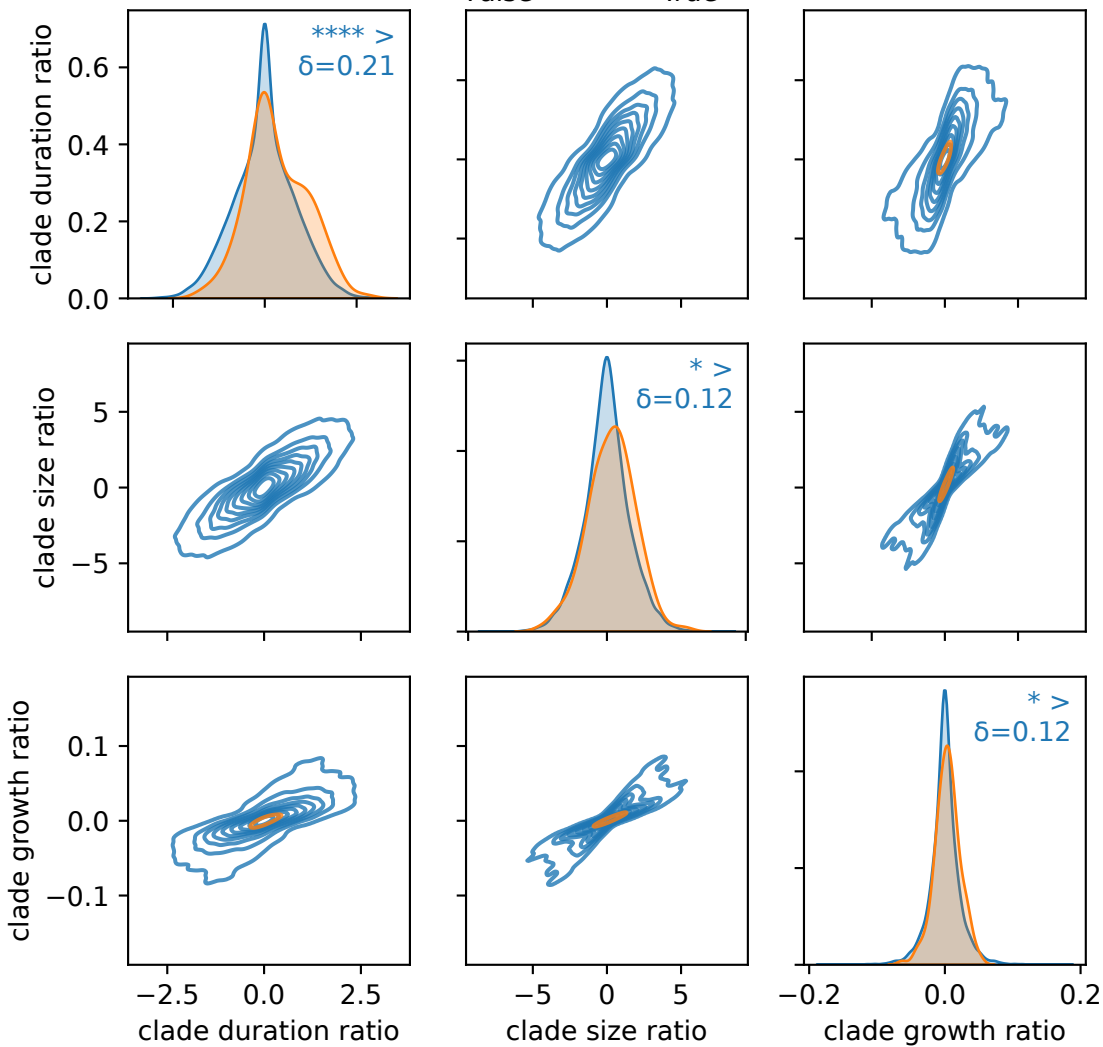 clade duration ratio
0.6
0.4
0.2
0.0
**** >
δ=0.21
clade size ratio
5
0
−5
* >
δ=0.12
clade growth ratio
0.1
0.0
−0.1
* >
δ=0.12
−2.5 0.0 2.5
−5 0 5
−0.2 0.0 0.2
clade duration ratio
clade size ratio
clade growth ratio